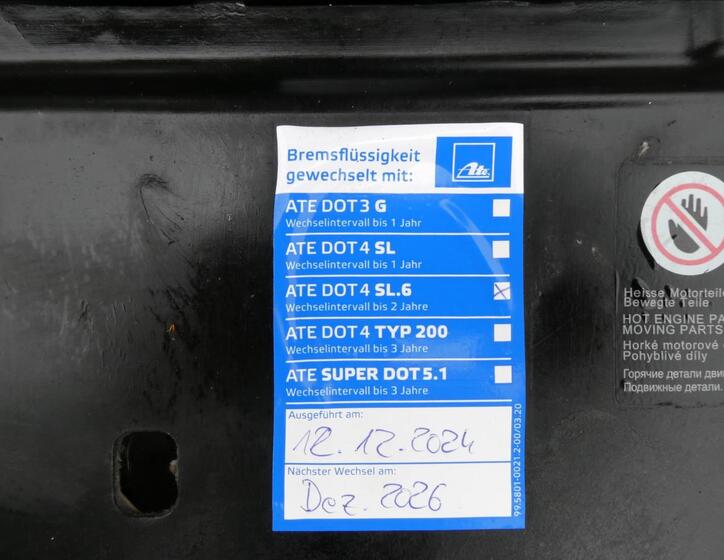 Bremsflüssigkeit
gewechselt mit:
Ate
ATE DOT 3 G
Wechselintervall bis 1 Jahr
ATE DOT 4 SL
Wechselintervall bis 1 Jahr
ATE DOT 4 SL.6
Wechselintervall bis 2 Jahre
ATE DOT 4 TYP 200
Wechselintervall bis 3 Jahre
ATE SUPER DOT 5.1
Wechselintervall bis 3 Jahre
Ausgeführt am:
12.12.2024
Nächster Wechsel am:
Dez. 2026
99.5801-0021.2-00/03.20
Heisse Motorteile
Bewegte Teile
HOT ENGINE PA
MOVING PARTS
Horké motorové
Pohyblivé díly
Горячие детали дви
Подвижные детали.